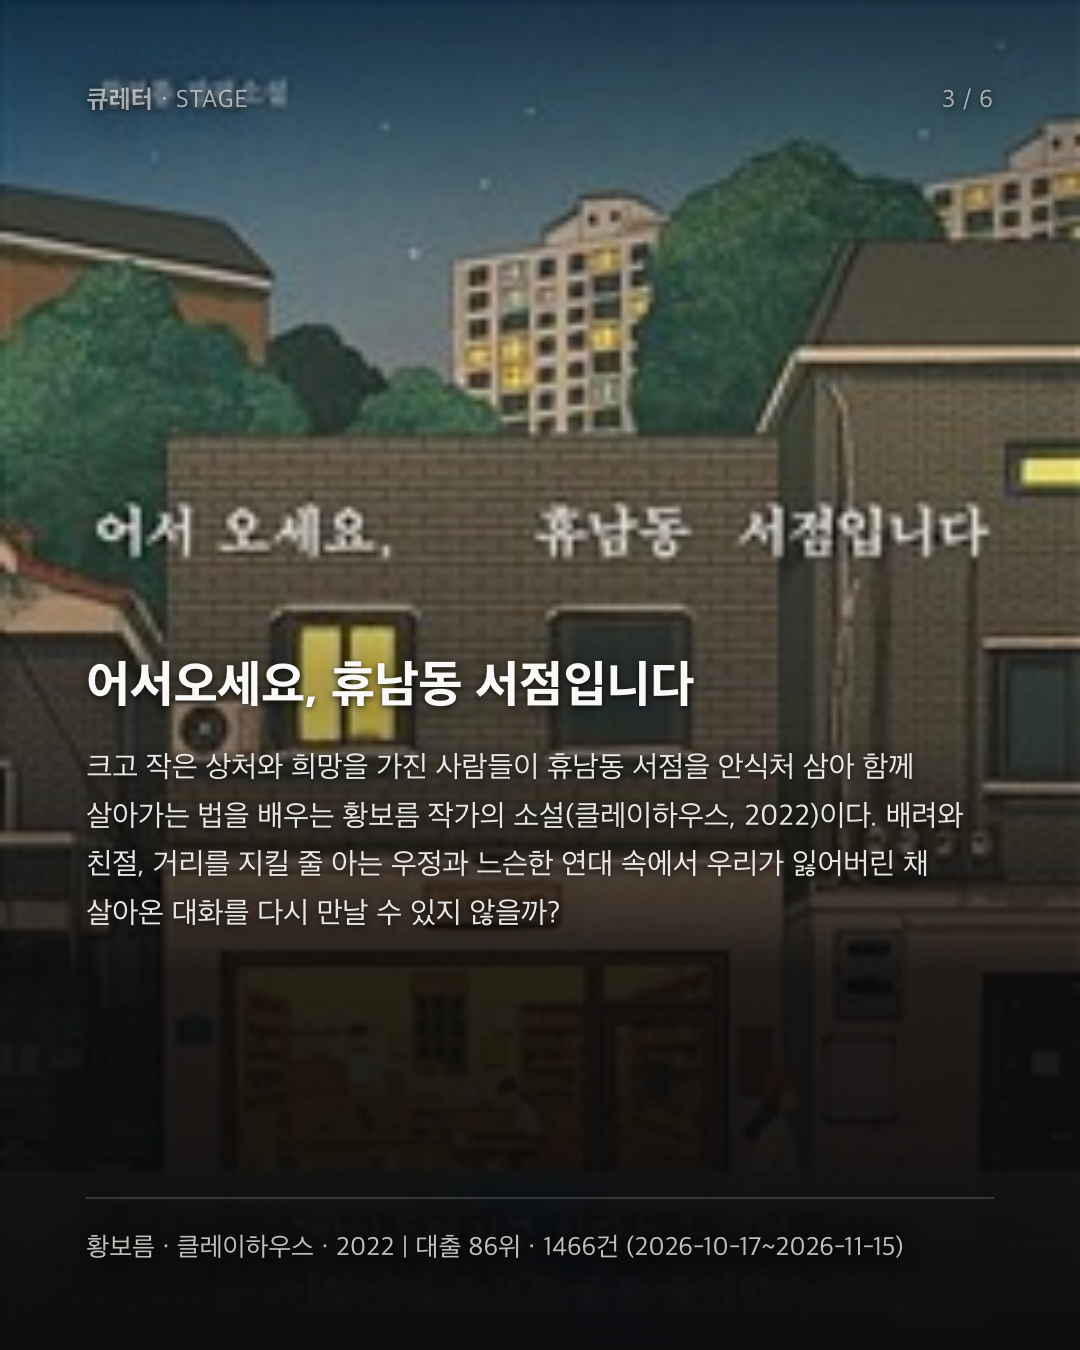 큐레터 · STAGE
3 / 6
어서 오세요, 휴남동 서점입니다
어서오세요, 휴남동 서점입니다
크고 작은 상처와 희망을 가진 사람들이 휴남동 서점을 안식처 삼아 함께
살아가는 법을 배우는 황보름 작가의 소설(클레이하우스, 2022)이다. 배려와
친절, 거리를 지킬 줄 아는 우정과 느슨한 연대 속에서 우리가 잃어버린 채
살아온 대화를 다시 만날 수 있지 않을까?
황보름 · 클레이하우스 · 2022 | 대출 86위 · 1466건 (2026-10-17~2026-11-15)